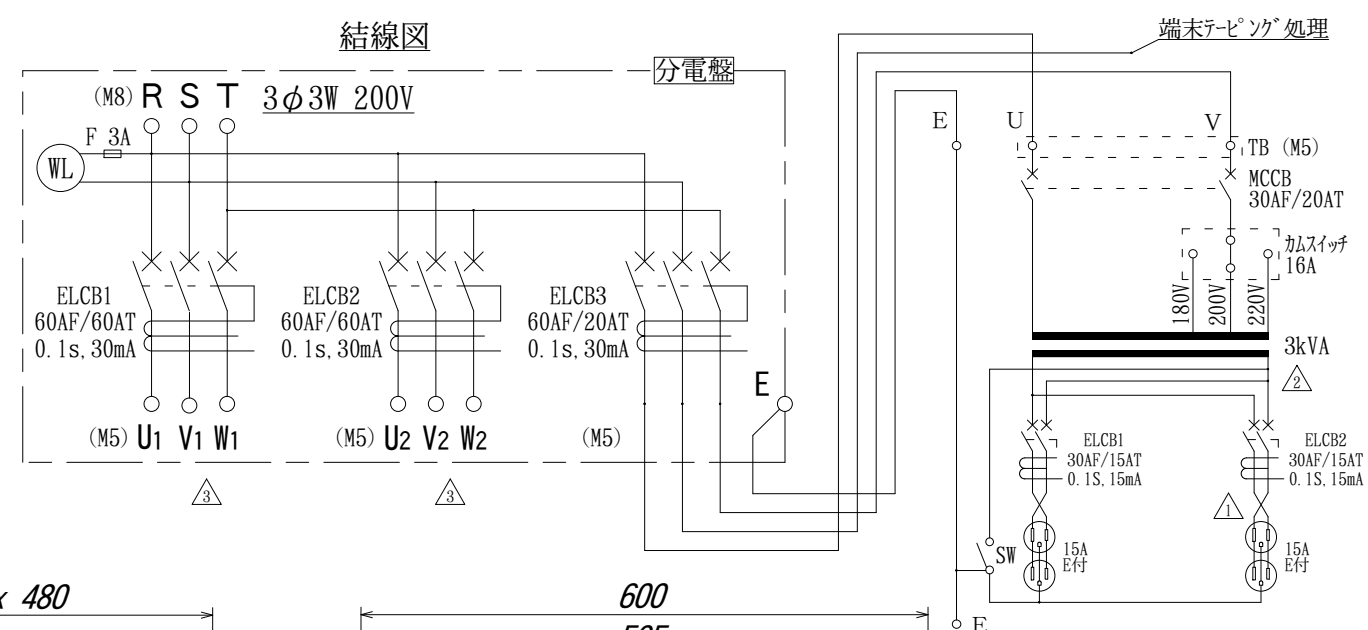 結線図
端末テーピング処理
分電盤
(M8) R S T 3φ3W 200V
F 3A
WL
E U V
TB (M5)
MCCB
30AF/20AT
カムスイッチ
16A
180V
200V
220V
3kVA
2
ELCB1
60AF/60AT
0.1s,30mA
ELCB2
60AF/60AT
0.1s,30mA
ELCB3
60AF/20AT
0.1s,30mA
E
(M5) U1 V1 W1
(M5) U2 V2 W2
(M5)
3
3
ELCB1
30AF/15AT
0.1S,15mA
ELCB2
30AF/15AT
0.1S,15mA
1
SW
15A
E付
15A
E付
480
600
E